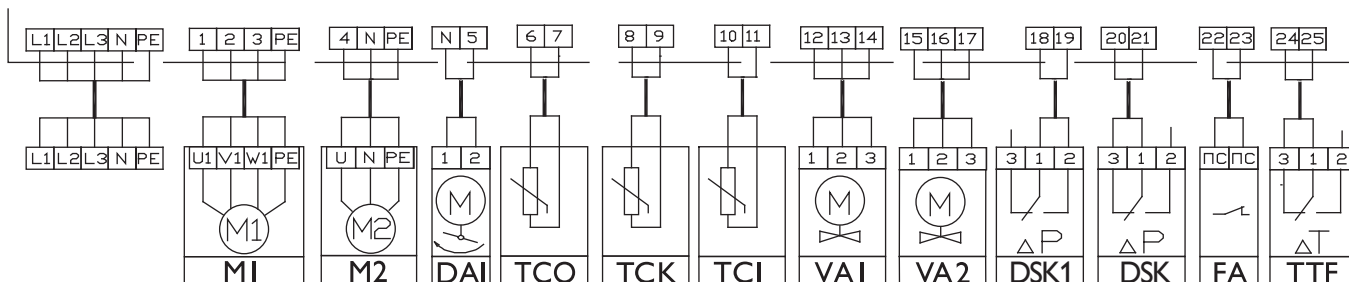 L1 L2 L3 N PE 1 2 3 PE 4 N PE N 5 6 7 8 9 10 11 12 13 14 15 16 17 18 19 20 21 22 23 24 25
L1 L2 L3 N PE U1 V1 W1 PE U N PE 1 2 1 2 3 1 2 3 3 1 2 3 1 2 ПС ПС 3 1 2
M1 M2 M M M
ΔP ΔP ΔT
M1 M2 DA1 TCO TCK TC1 VA1 VA2 DSK1 DSK FA TTF